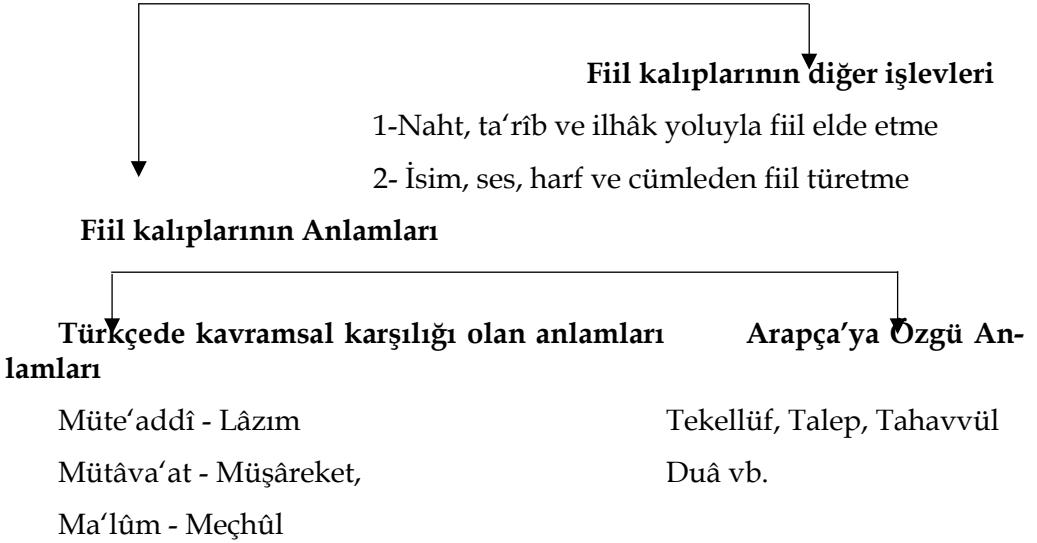 Fiil kalıplarının diğer işlevleri
1-Naht, ta‘rîb ve ilhâk yoluyla fiil elde etme
2- İsim, ses, harf ve cümleden fiil türetme
Fiil kalıplarının Anlamları
Türkçede kavramsal karşılığı olan anlamları Arapça’ya Özgü An-
lamları
Müte‘addî - Lâzım Tekellüf, Talep, Tahavvül
Mütâva‘at - Müşâreket, Duâ vb.
Ma‘lûm - Meçhûl